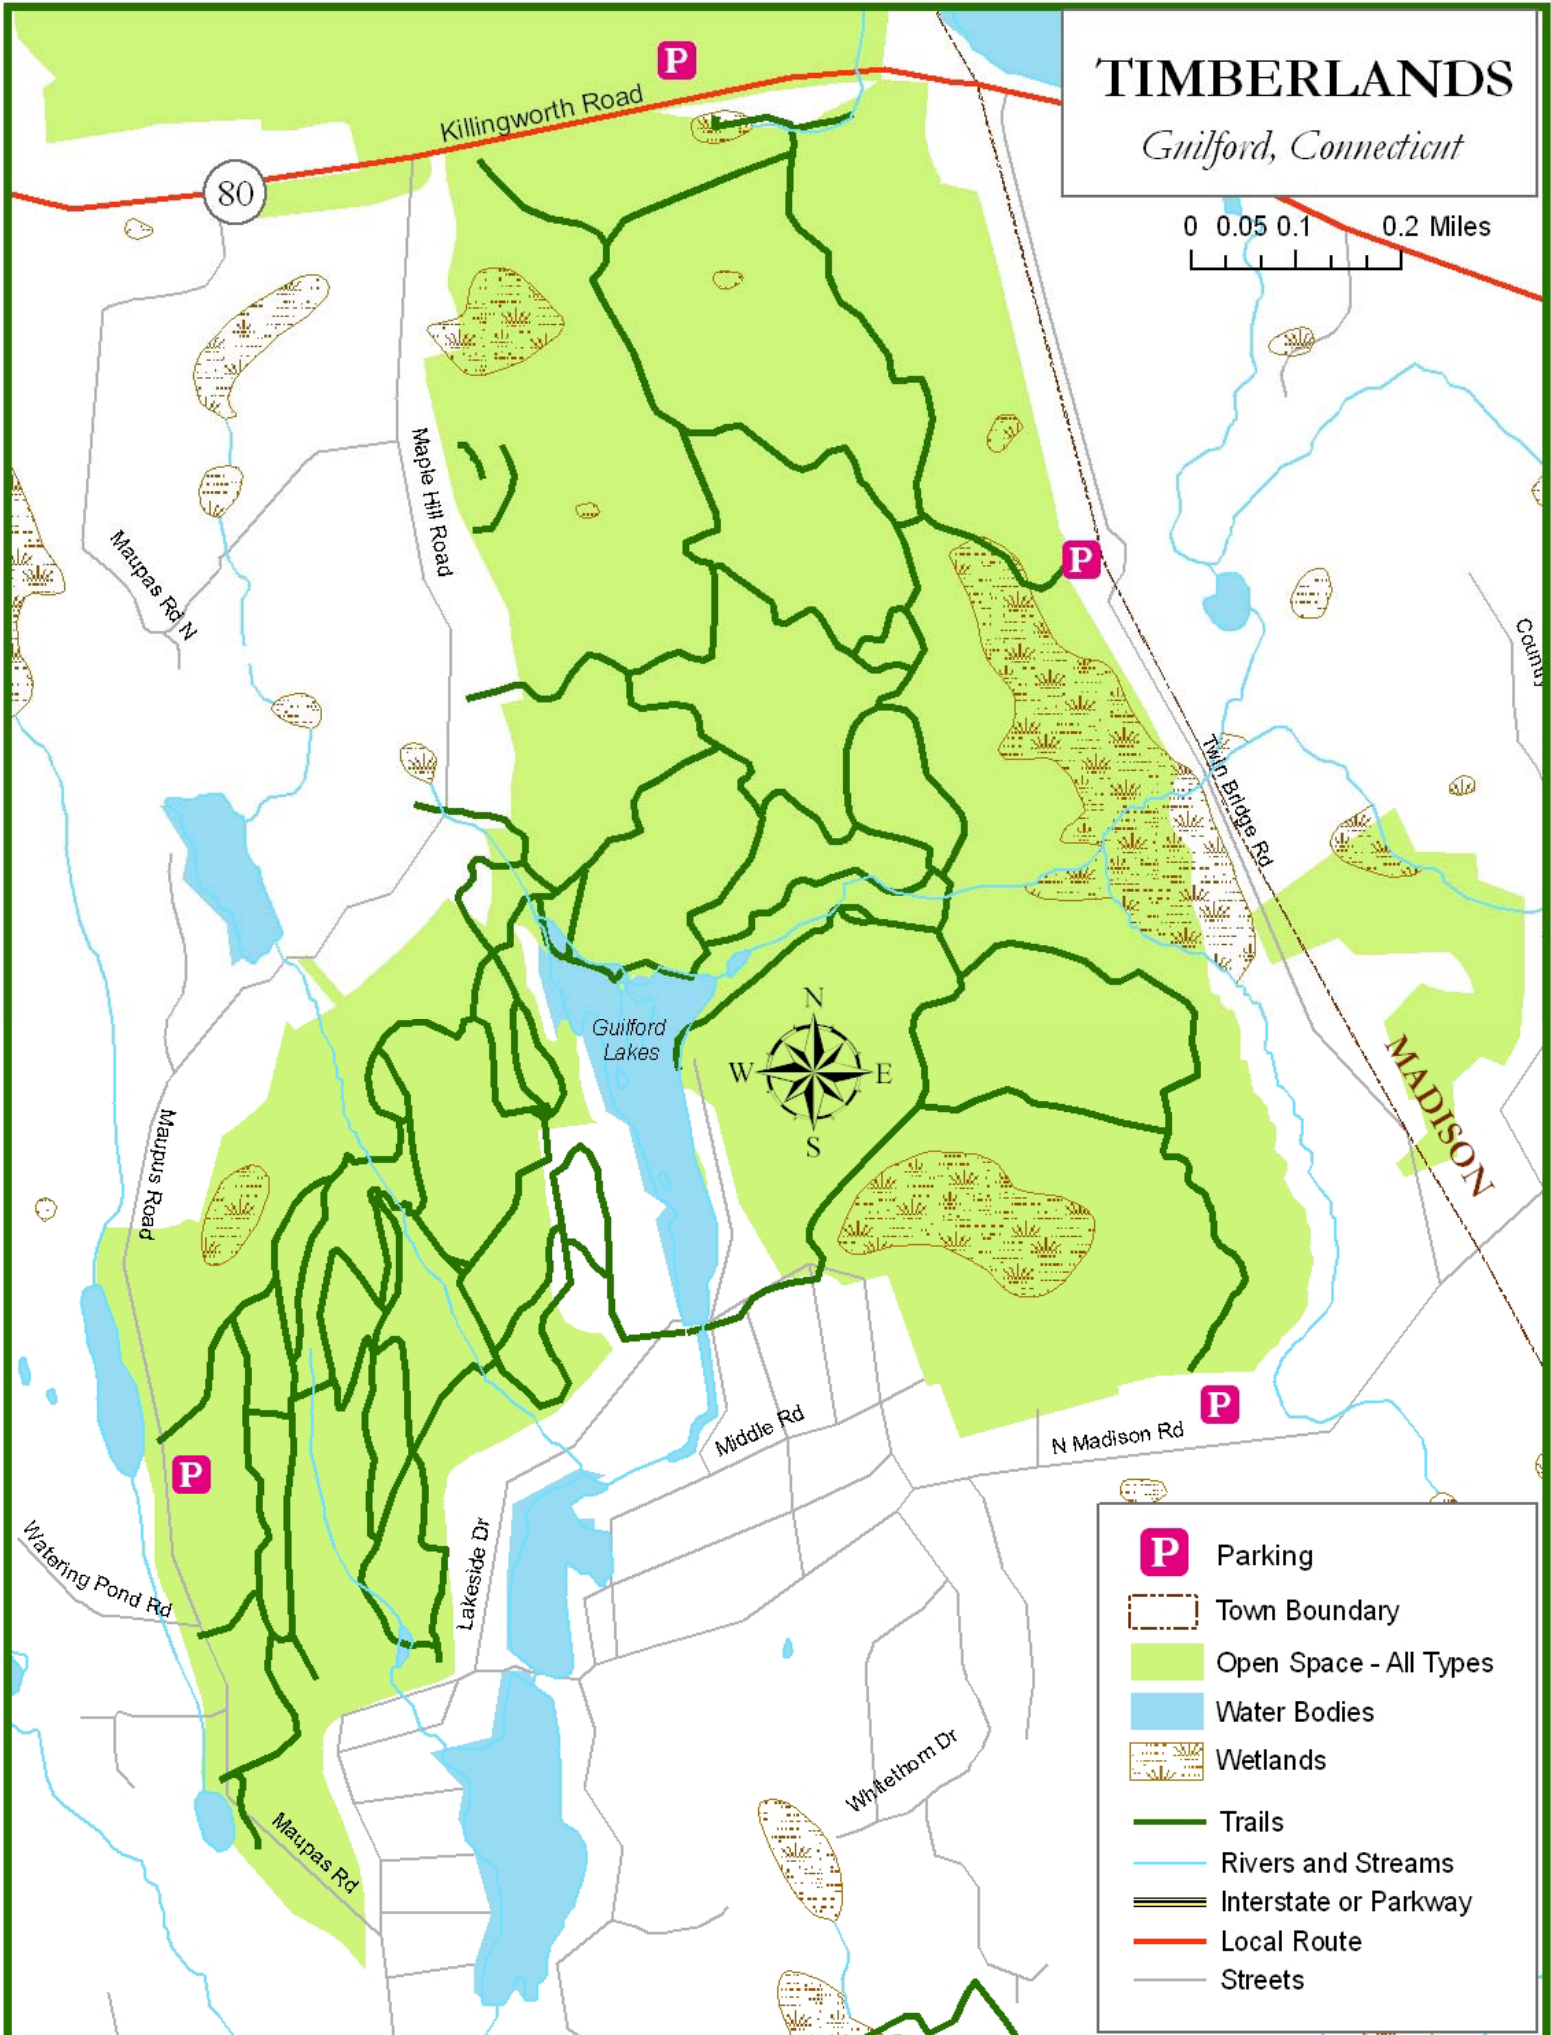 TIMBERLANDS
Guilford, Connecticut
0 0.05 0.1 0.2 Miles
P
Killingworth Road
80
Maple Hill Road
Maupas Rd N
P
Twin Bridge Rd
Guilford
Lakes
N
W E
S
MADISON
Maupus Road
P
P
Middle Rd
N Madison Rd
Watering Pond Rd
Lakeside Dr
Whitethorn Dr
Maupas Rd
P Parking
Town Boundary
Open Space - All Types
Water Bodies
Wetlands
Trails
Rivers and Streams
Interstate or Parkway
Local Route
Streets